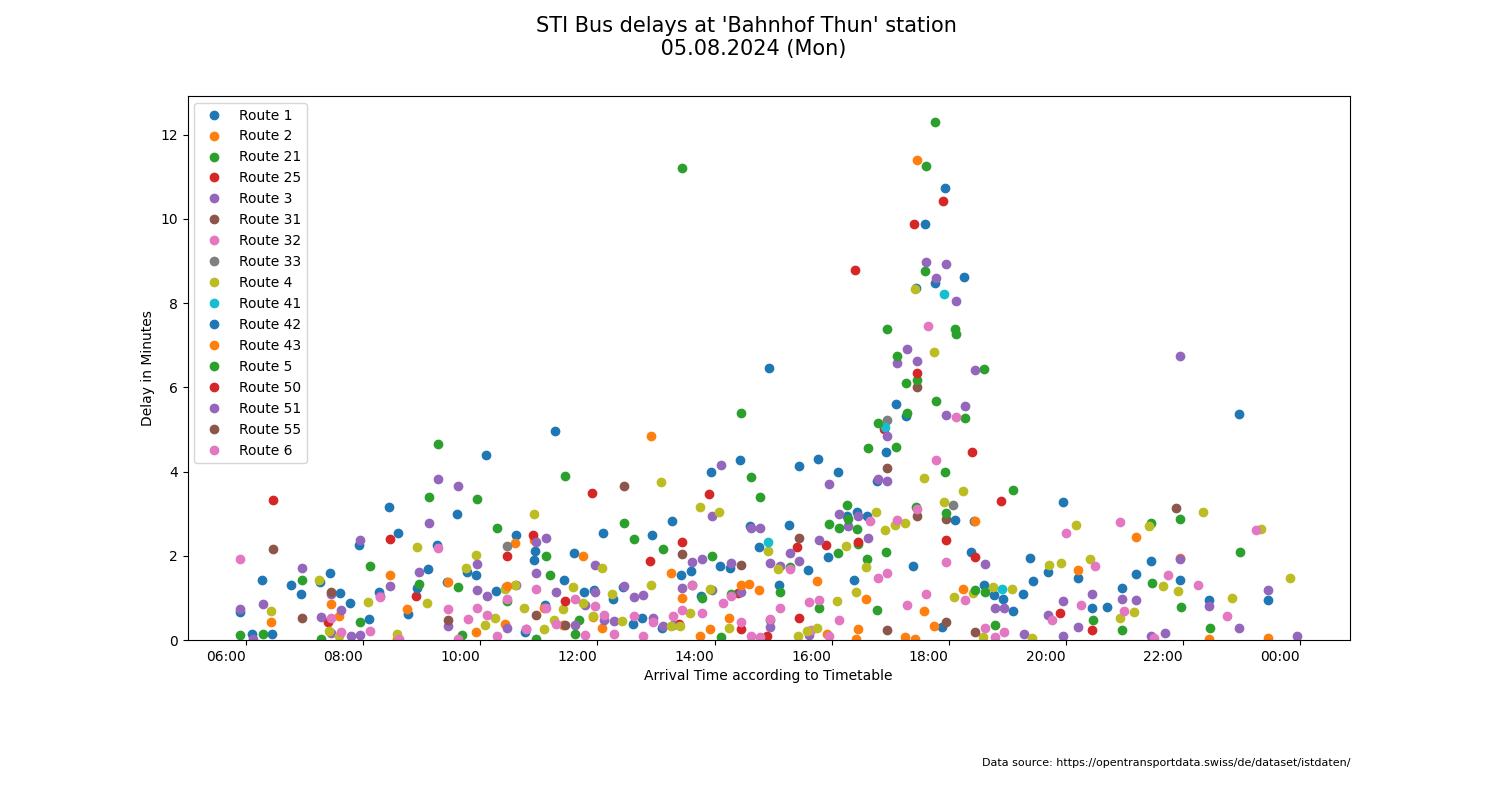 STI Bus delays at 'Bahnhof Thun' station
05.08.2024 (Mon)
Route 1
Route 2
Route 21
Route 25
Route 3
Route 31
Route 32
Route 33
Route 4
Route 41
Route 42
Route 43
Route 5
Route 50
Route 51
Route 55
Route 6
Delay in Minutes
12
10
8
6
4
2
0
06:00 08:00 10:00 12:00 14:00 16:00 18:00 20:00 22:00 00:00
Arrival Time according to Timetable
Data source: https://opentransportdata.swiss/de/dataset/istdaten/